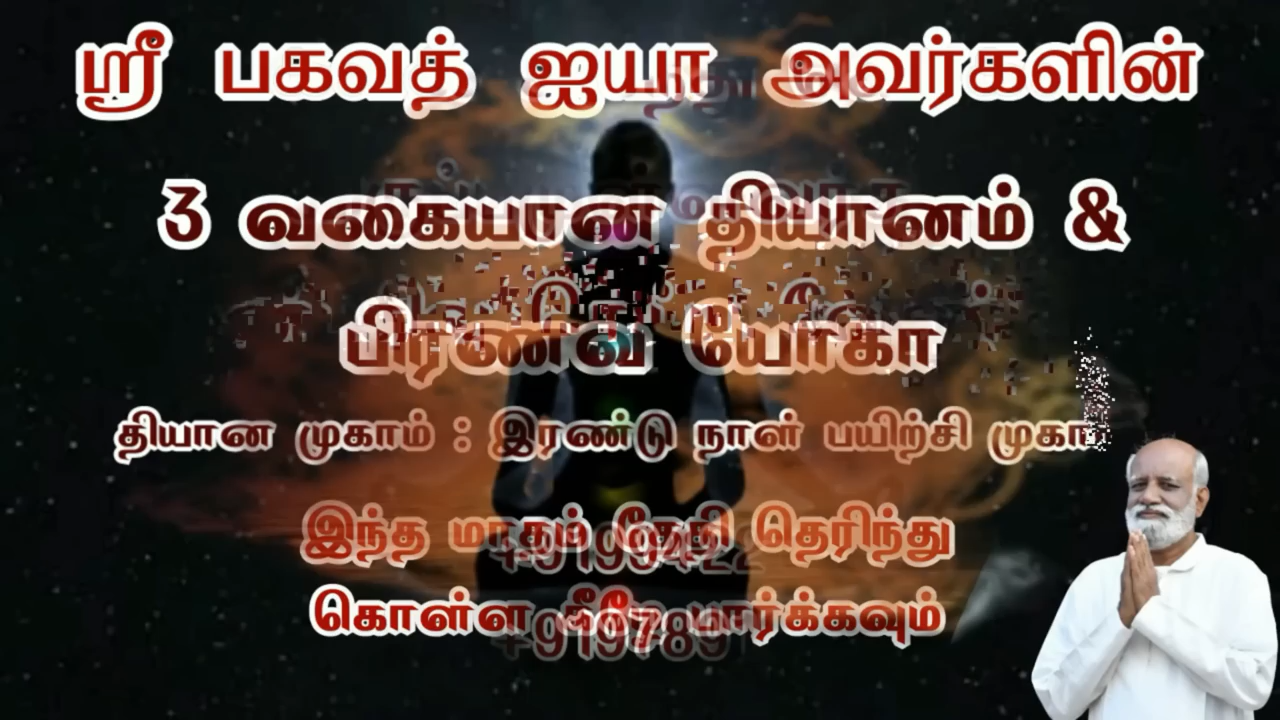 ஸ்ரீ பகவத் ஐயா அவர்களின்
3 வகையான தியானம் &
பிரணவ யோகா
தியான முகாம் : இரண்டு நாள் பயிற்சி முகாம்
இந்த மாதம் தேதி தெரிந்து
கொள்ள கீழே பார்க்கவும்